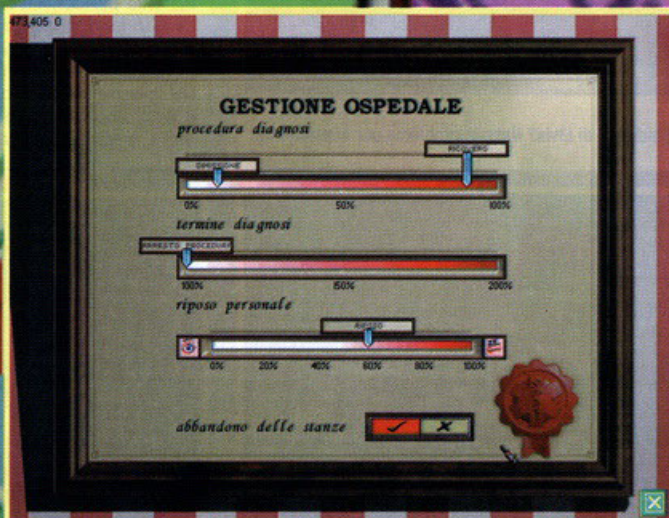 473,405 0
GESTIONE OSPEDALE
procedura diagnosi
RICOVERO
DIMISSIONE
0% 50% 100%
termine diagnosi
ARRESTO PROCEDURA
100% 150% 200%
riposo personale
RIPOSO
0% 20% 40% 60% 80% 100%
abbandono delle stanze